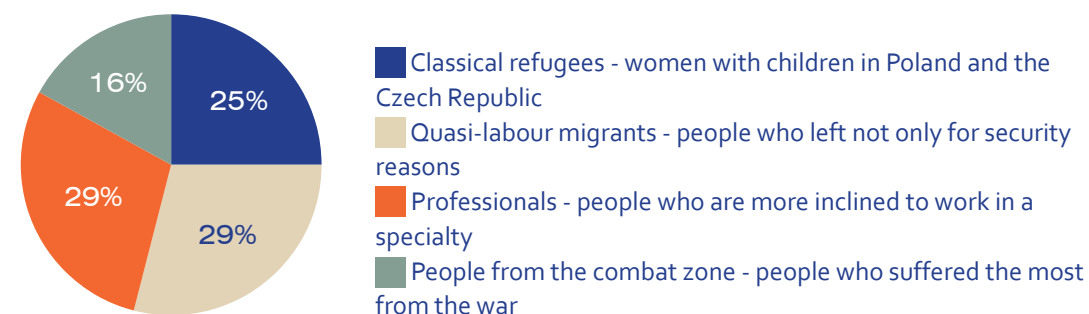 16%
25%
29%
29%
Classical refugees - women with children in Poland and the
Czech Republic
Quasi-labour migrants - people who left not only for security
reasons
Professionals - people who are more inclined to work in a
specialty
People from the combat zone - people who suffered the most
from the war